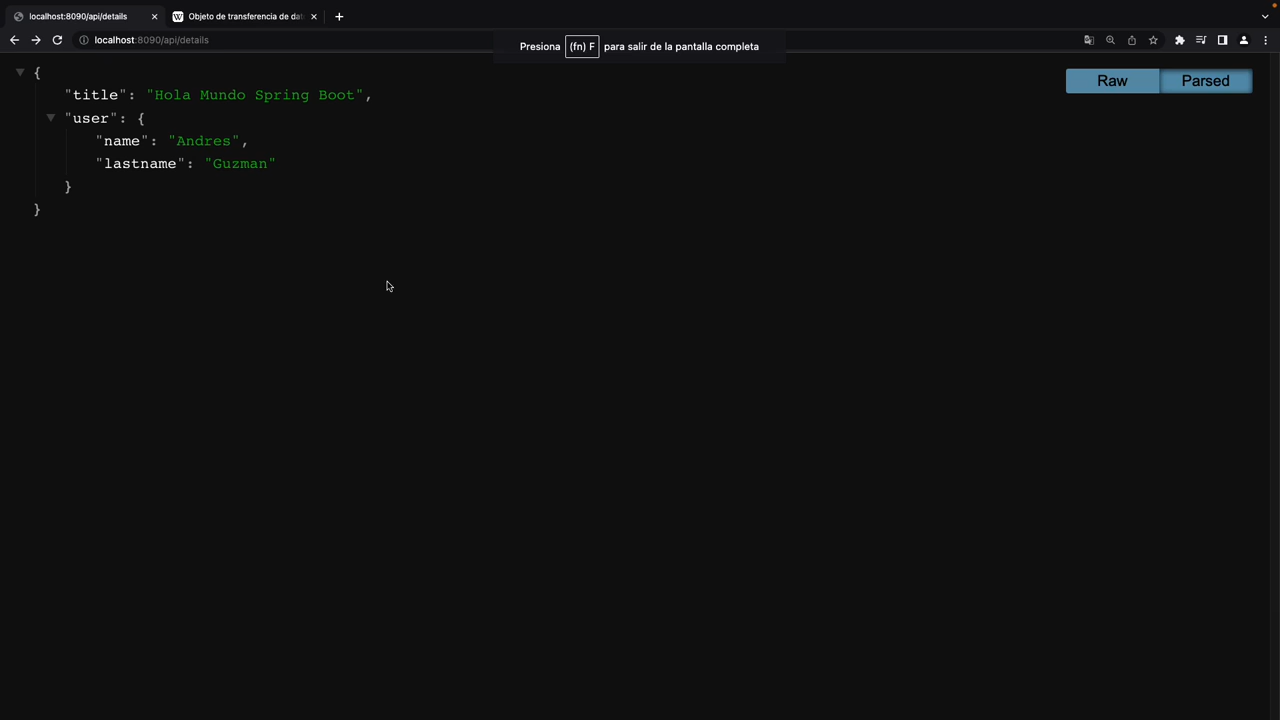 localhost:8090/api/details
Objeto de transferencia de dat
localhost:8090/api/details
Presiona (fn) F para salir de la pantalla completa
Raw Parsed
{
"title": "Hola Mundo Spring Boot",
"user": {
"name": "Andres",
"lastname": "Guzman"
}
}